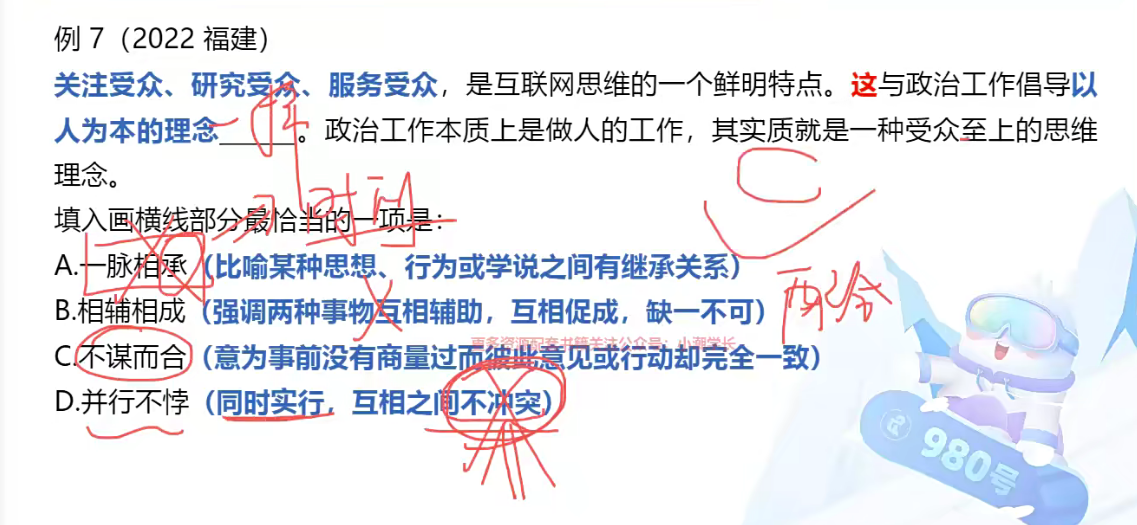 例 7（2022 福建）
关注受众、研究受众、服务受众，是互联网思维的一个鲜明特点。这与政治工作倡导以
人为本的理念______。政治工作本质上是做人的工作，其实质就是一种受众至上的思维
一样
理念。
时间
填入画横线部分最恰当的一项是：
A.一脉相承（比喻某种思想、行为或学说之间有继承关系）
B.相辅相成（强调两种事物互相辅助，互相促成，缺一不可）
配合
更多资源配套书籍关注公众号：小潮学长
C.不谋而合（意为事前没有商量过而彼此意见或行动却完全一致）
D.并行不悖（同时实行，互相之间不冲突）
980号